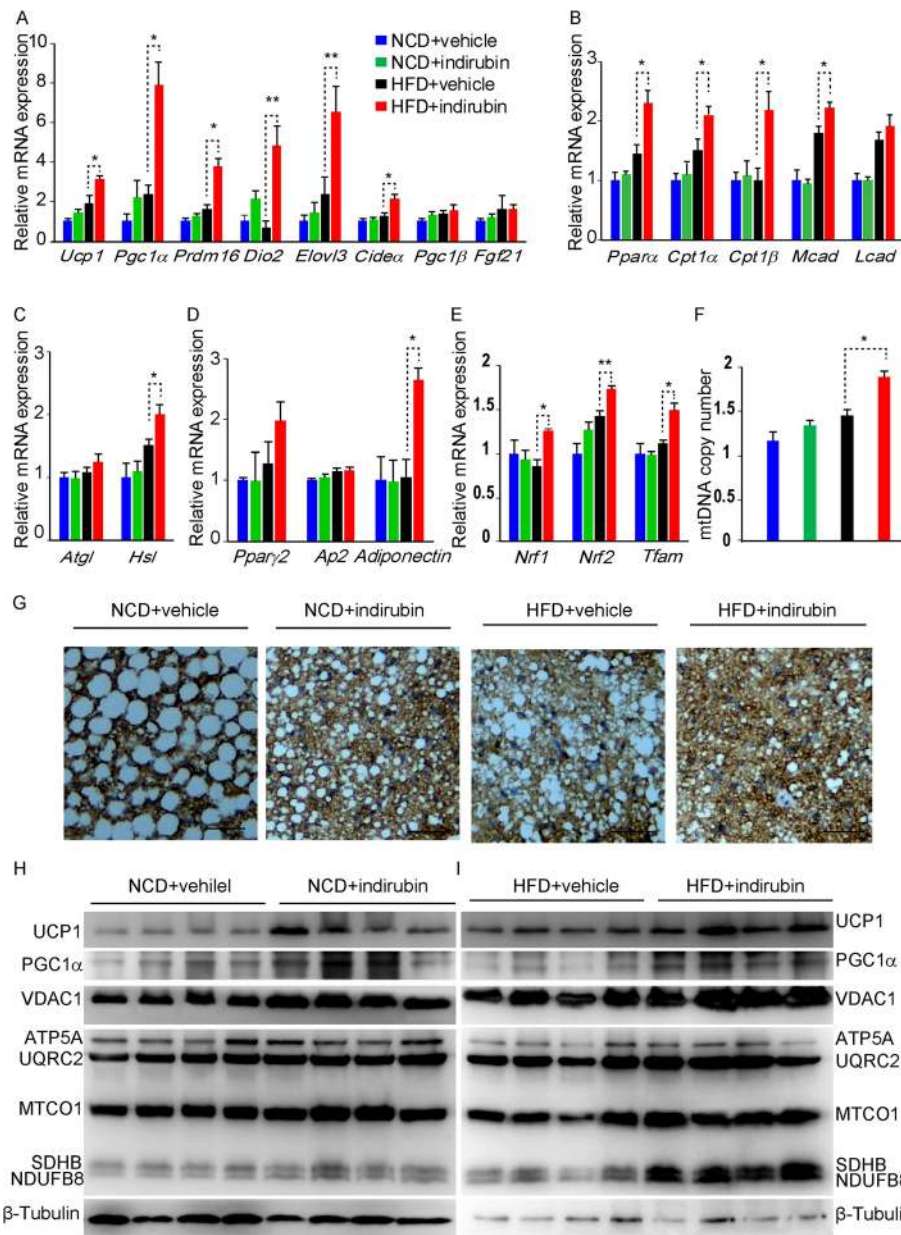 A
Relative mRNA expression
10
8
6
4
2
0
* * * ** ** *
NCD+vehicle
NCD+indirubin
HFD+vehicle
HFD+indirubin
Ucp1 Pgc1α Prdm16 Dio2 Elovl3 Cideα Pgc1β Fgf21
B
Relative mRNA expression
3
2
1
0
* * * *
Pparα Cpt1α Cpt1β Mcad Lcad
C
Relative mRNA expression
3
2
1
0
*
Atgl Hsl
D
Relative mRNA expression
3
2
1
0
*
Pparγ2 Ap2 Adiponectin
E
Relative mRNA expression
2
1.5
1
0.5
0
* ** *
Nrf1 Nrf2 Tfam
F
mtDNA copy number
2
1.5
1
0
*
G
NCD+vehicle NCD+indirubin HFD+vehicle HFD+indirubin
H
NCD+vehilel NCD+indirubin
UCP1
PGC1α
VDAC1
ATP5A
UQRC2
MTCO1
SDHB
NDUFB8
β-Tubulin
I
HFD+vehicle HFD+indirubin
UCP1
PGC1α
VDAC1
ATP5A
UQRC2
MTCO1
SDHB
NDUFB8
β-Tubulin